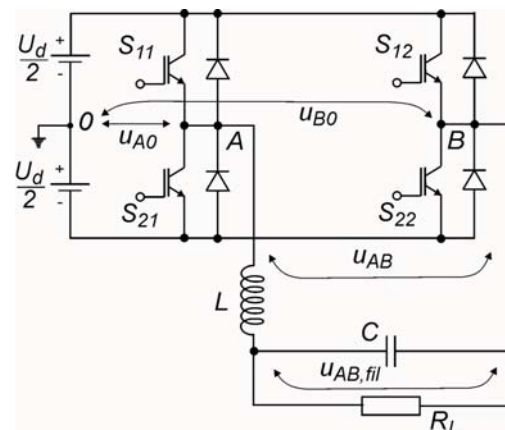 U_d + S_11 S_12
2 -
0 u_A0 A u_B0 B
U_d + S_21 S_22
2 -
u_AB
L
C
u_AB,fil
R_L